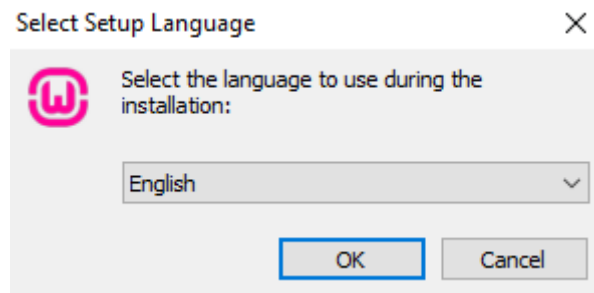 Select Setup Language
Select the language to use during the
installation:
English
OK
Cancel